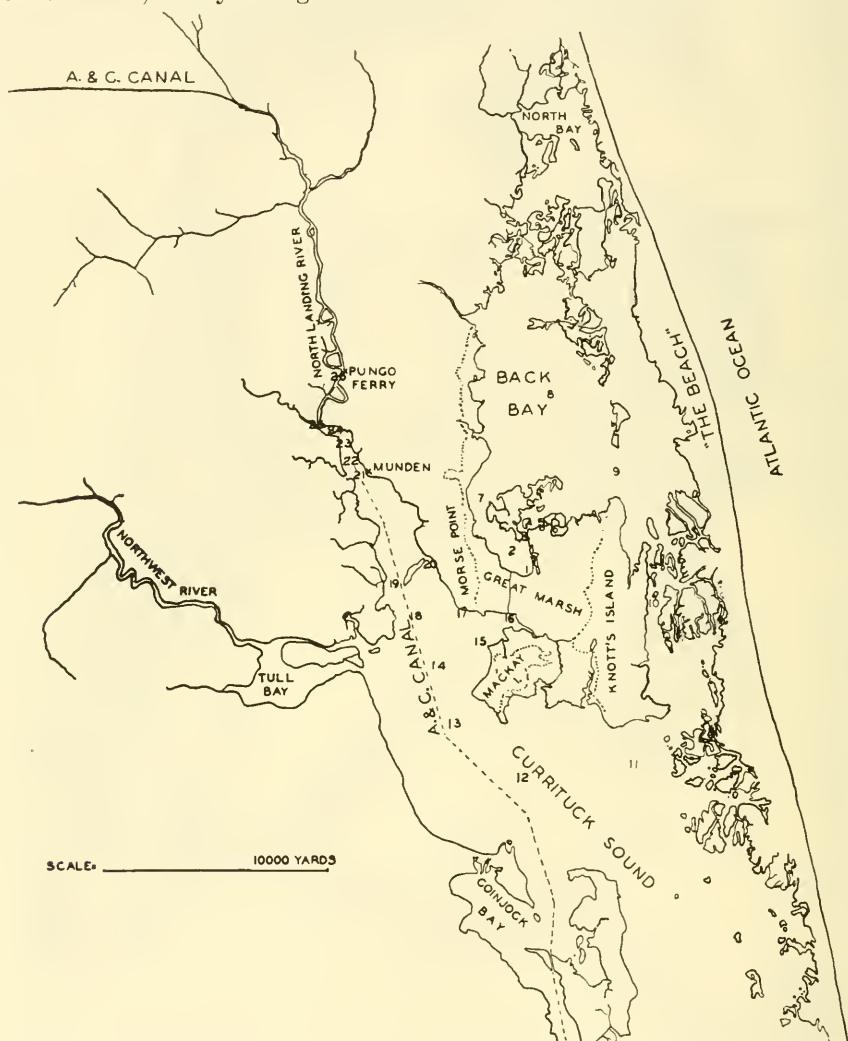 A. & C. CANAL
NORTH
BAY
NORTH LANDING RIVER
"THE BEACH"
ATLANTIC OCEAN
PUNGO
FERRY
BACK
BAY
8
23
22
21
MUNDEN
9
7
2
1
NORTHWEST RIVER
MORSE POINT
GREAT MARSH
KNOTT'S ISLAND
20
19
18
17
16
15
A. & C. CANAL
14
MACKAY
I.
TULL
BAY
13
12
11
CURRITUCK SOUND
SCALE=
10000 YARDS
COINJOCK
BAY